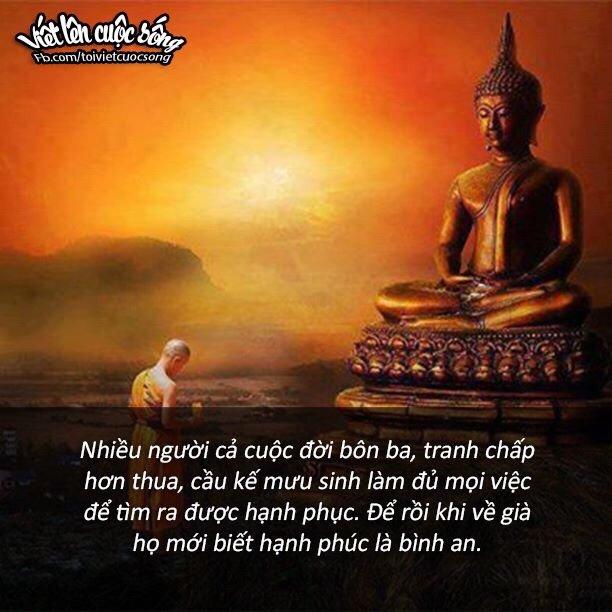 Viết lên cuộc sống
Fb.com/toivietcuocsong
Nhiều người cả cuộc đời bôn ba, tranh chấp
hơn thua, cầu kế mưu sinh làm đủ mọi việc
để tìm ra được hạnh phục. Để rồi khi về già
họ mới biết hạnh phúc là bình an.